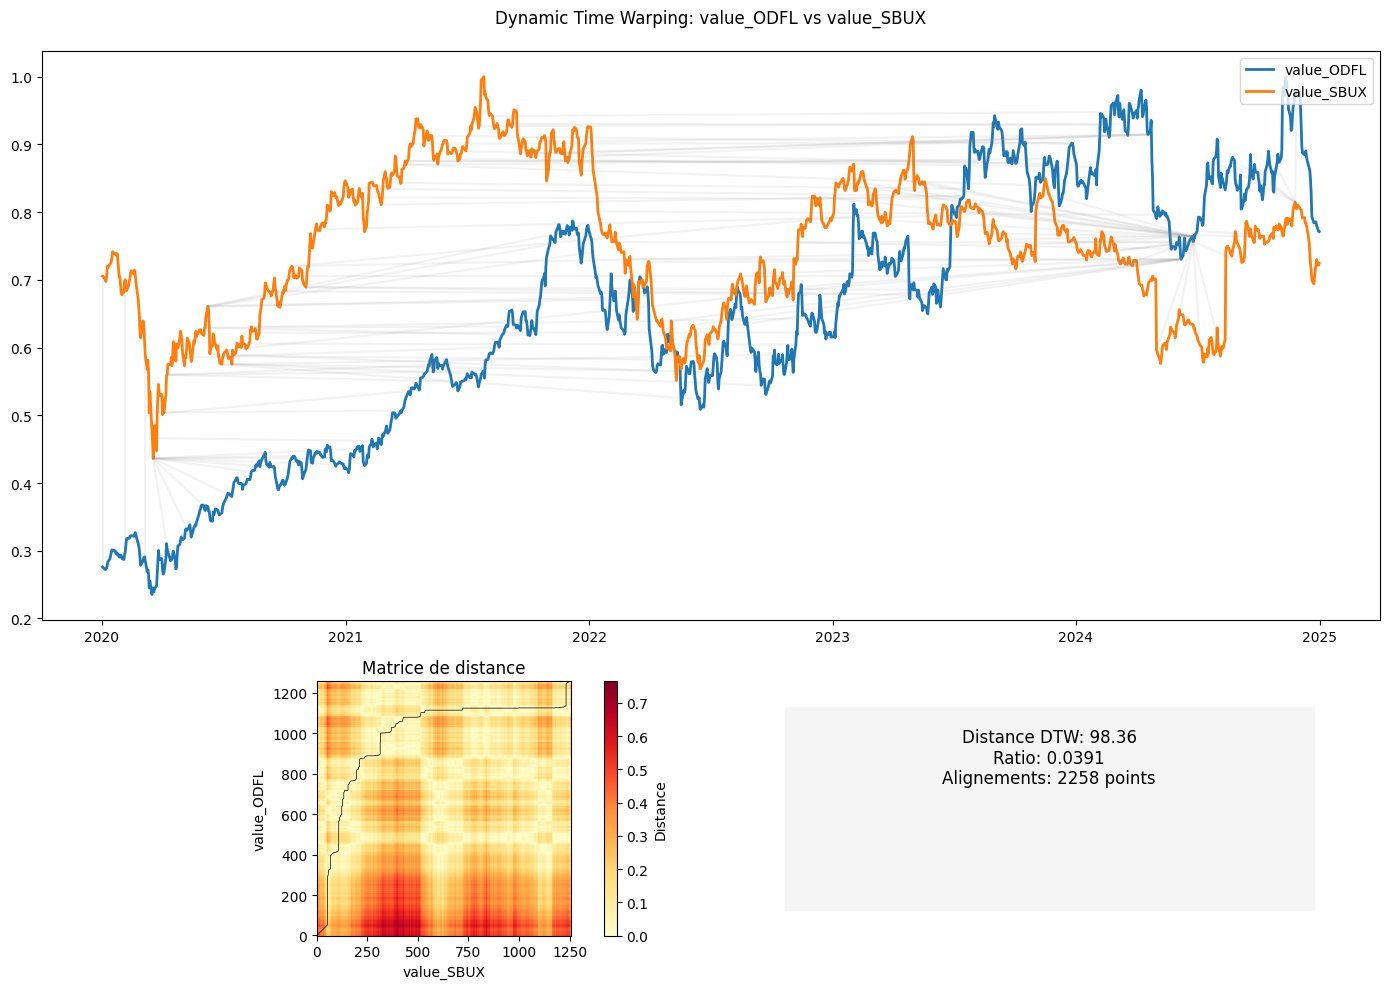 Dynamic Time Warping: value_ODFL vs value_SBUX
1.0
0.9
0.8
0.7
0.6
0.5
0.4
0.3
0.2
value_ODFL
value_SBUX
2020 2021 2022 2023 2024 2025
Matrice de distance
value_ODFL
1200
1000
800
600
400
200
0
0 250 500 750 1000 1250
value_SBUX
0.7
0.6
0.5
0.4
0.3
0.2
0.1
0.0
Distance
Distance DTW: 98.36
Ratio: 0.0391
Alignements: 2258 points